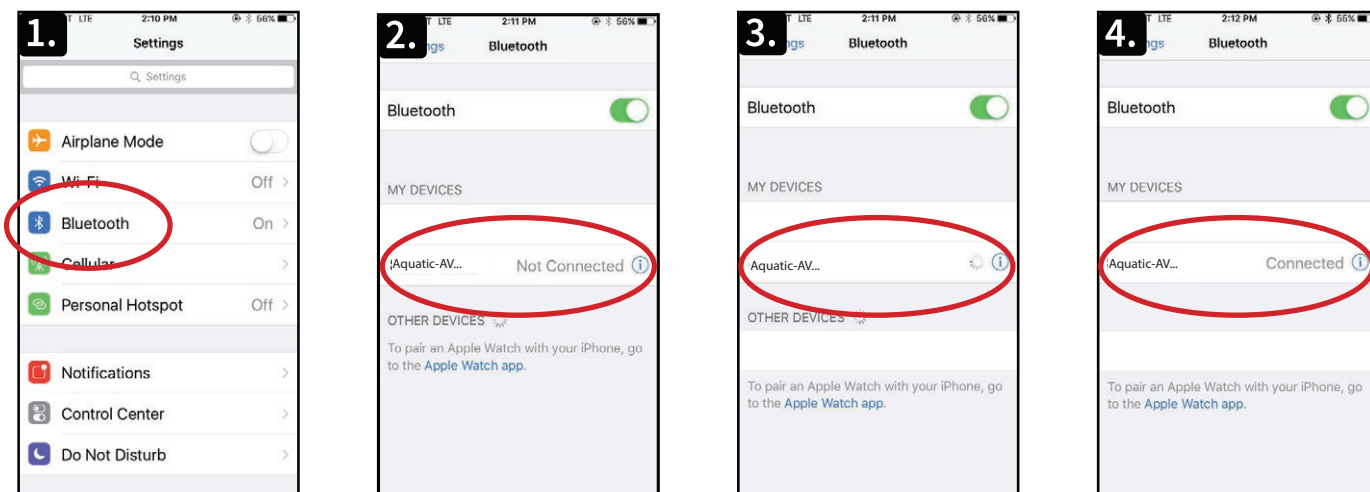 1.
T LTE 2:10 PM 56%
Settings
Settings
Airplane Mode
Wi-Fi Off
Bluetooth On
Cellular
Personal Hotspot Off
Notifications
Control Center
Do Not Disturb
2.
T LTE 2:11 PM 56%
ngs Bluetooth
Bluetooth
MY DEVICES
Aquatic-AV... Not Connected
OTHER DEVICES
To pair an Apple Watch with your iPhone, go
to the Apple Watch app.
3.
T LTE 2:11 PM 56%
ngs Bluetooth
Bluetooth
MY DEVICES
Aquatic-AV...
OTHER DEVICES
To pair an Apple Watch with your iPhone, go
to the Apple Watch app.
4.
T LTE 2:12 PM 55%
ngs Bluetooth
Bluetooth
MY DEVICES
Aquatic-AV... Connected
To pair an Apple Watch with your iPhone, go
to the Apple Watch app.